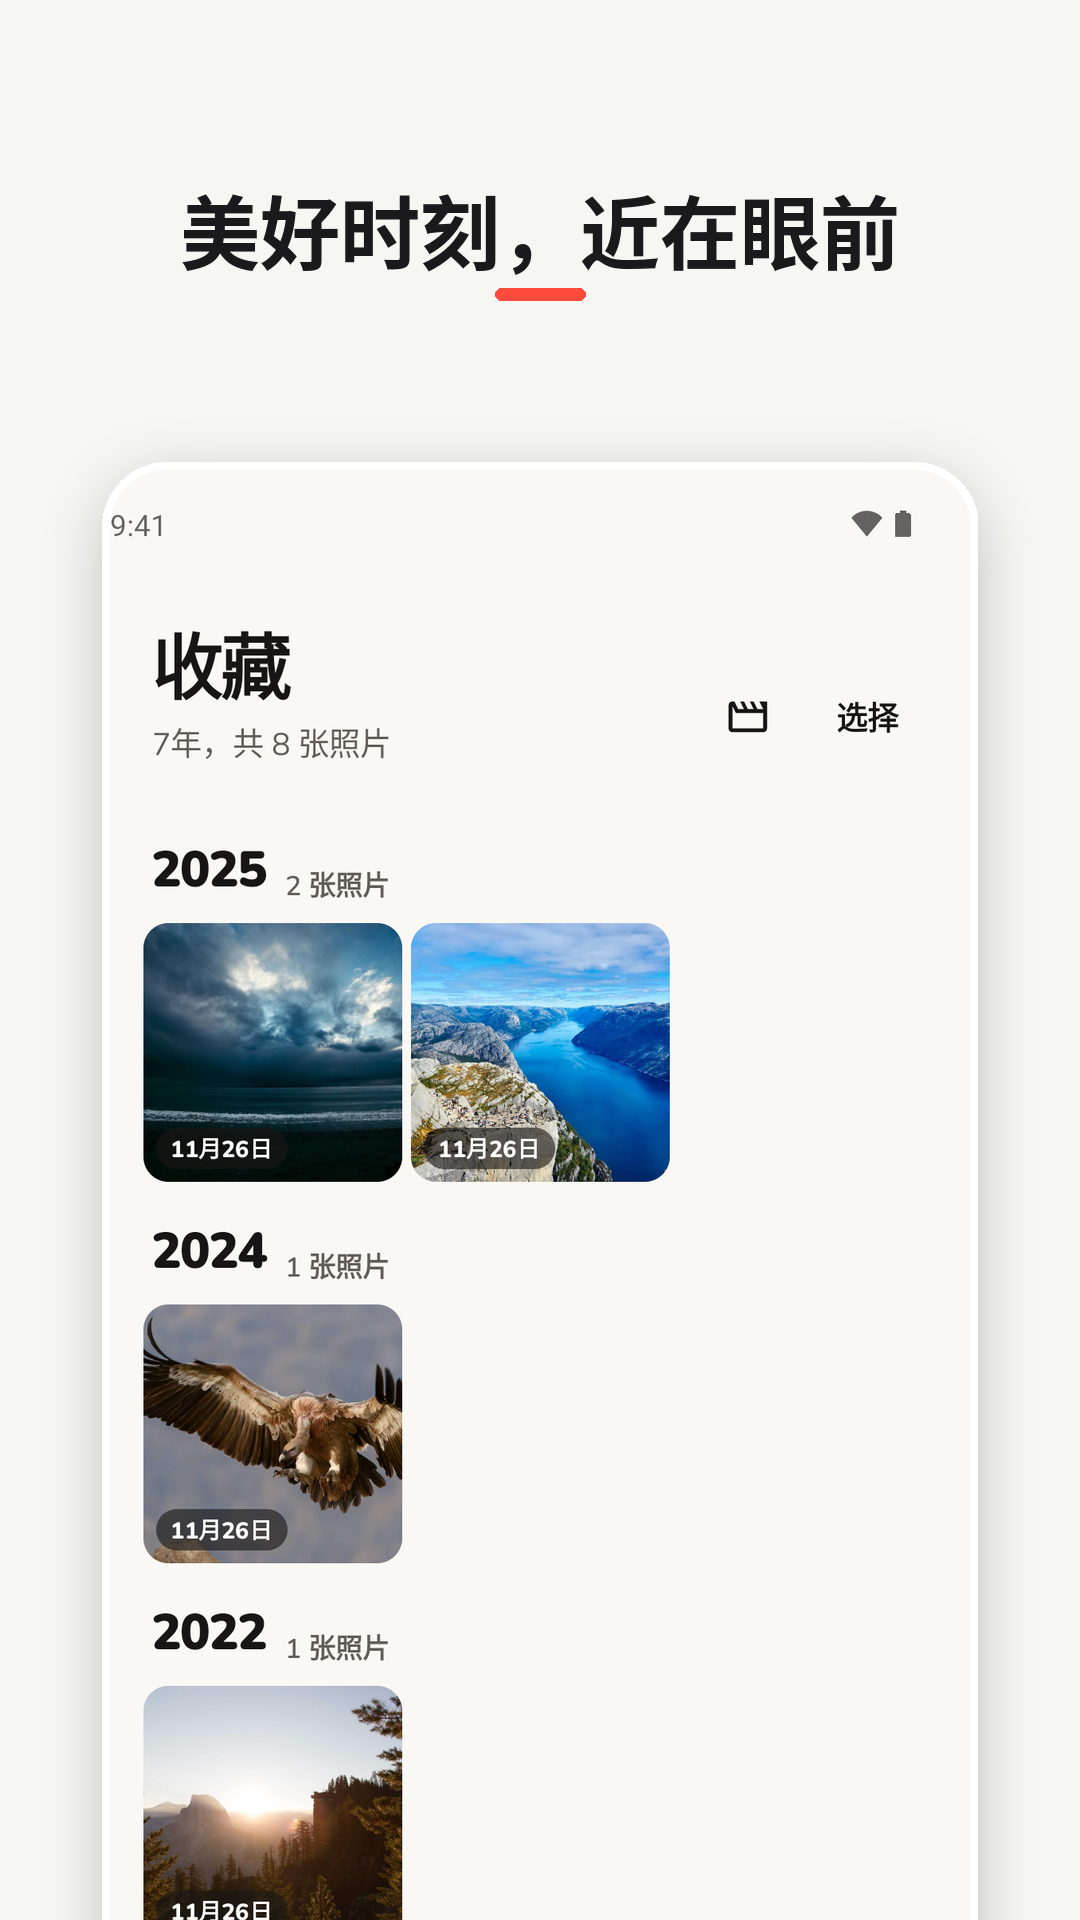 美好时刻，近在眼前
9:41
收藏
7年，共 8 张照片
选择
2025 2 张照片
11月26日
11月26日
2024 1 张照片
11月26日
2022 1 张照片
11月26日